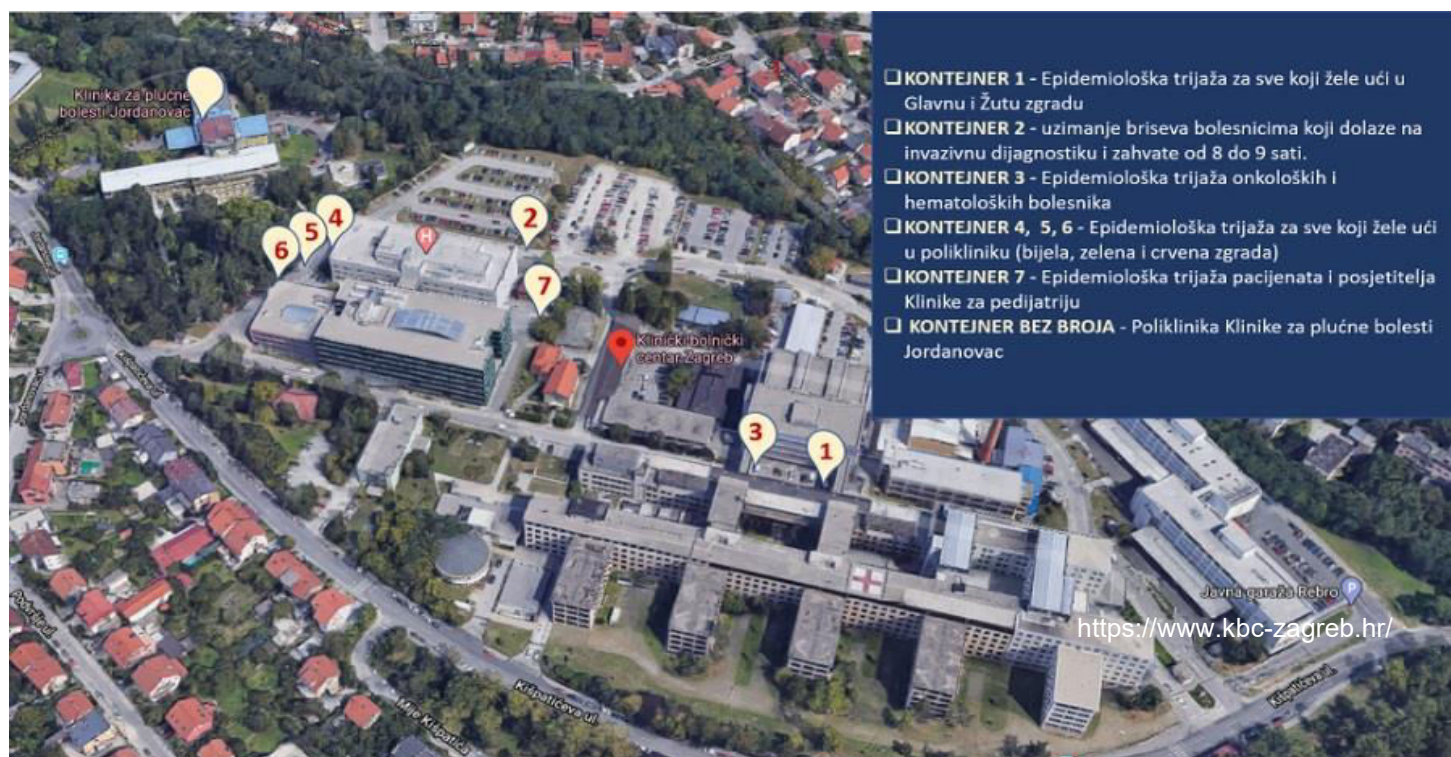 Klinika za plućne
bolesti Jordanovac
6
5
4
H
2
7
Klinički bolnički
centar Zagreb
3
1
Javna garaža Rebro
P
https://www.kbc-zagreb.hr/
Kišpatićeva ul.
Kišpatićeva ul.
Kišpatićeva ul.
Mije Kišpatića
KONTEJNER 1 - Epidemiološka trijaža za sve koji žele ući u
Glavnu i Žutu zgradu
KONTEJNER 2 - uzimanje briseva bolesnicima koji dolaze na
invazivnu dijagnostiku i zahvate od 8 do 9 sati.
KONTEJNER 3 - Epidemiološka trijaža onkoloških i
hematoloških bolesnika
KONTEJNER 4, 5, 6 - Epidemiološka trijaža za sve koji žele ući
u polikliniku (bijela, zelena i crvena zgrada)
KONTEJNER 7 - Epidemiološka trijaža pacijenata i posjetitelja
Klinike za pedijatriju
KONTEJNER BEZ BROJA - Poliklinika Klinike za plućne bolesti
Jordanovac